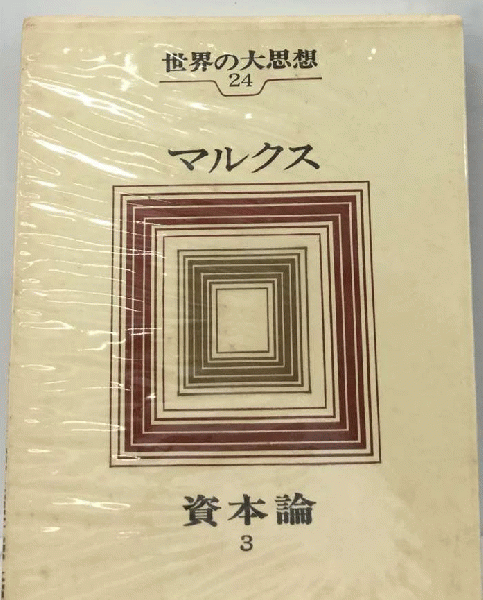 世界の大思想
24
マルクス
資本論
3